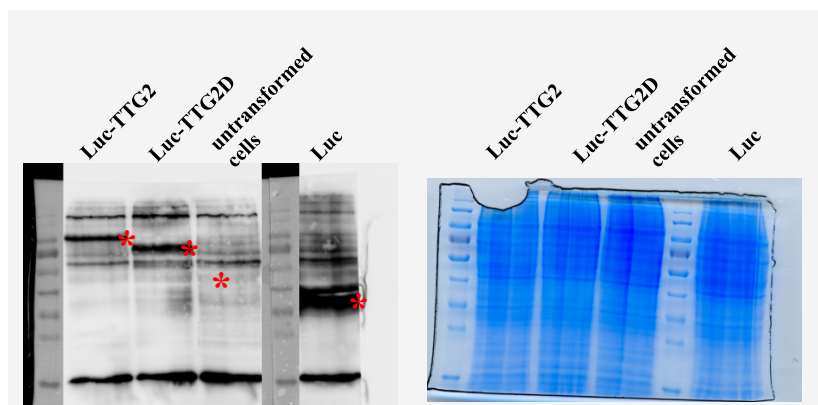 Luc-TTG2
Luc-TTG2D
untransformed
cells
Luc
Luc-TTG2
Luc-TTG2D
untransformed
cells
Luc